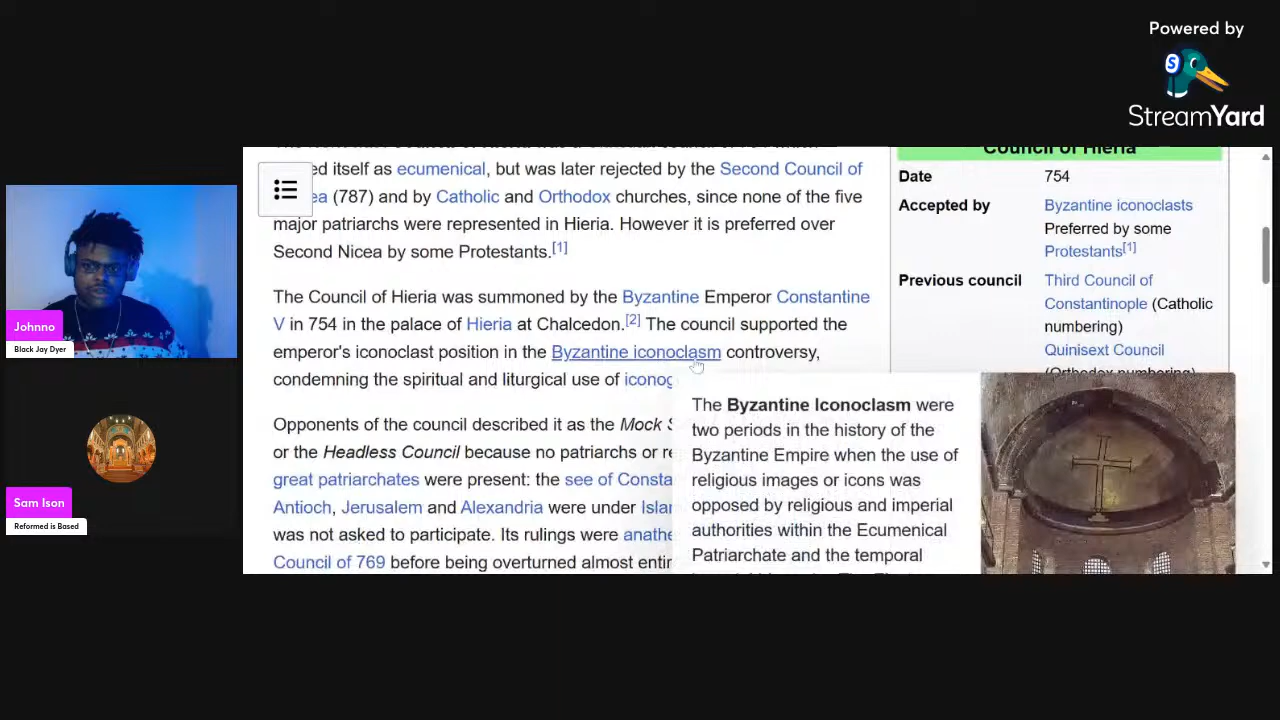 Powered by
S
StreamYard
Council of Hieria
itself as ecumenical, but was later rejected by the Second Council of
(787) and by Catholic and Orthodox churches, since none of the five
major patriarchs were represented in Hieria. However it is preferred over
Second Nicea by some Protestants.[1]
The Council of Hieria was summoned by the Byzantine Emperor Constantine
V in 754 in the palace of Hieria at Chalcedon.[2] The council supported the
emperor's iconoclast position in the Byzantine iconoclasm controversy,
condemning the spiritual and liturgical use of iconog
Opponents of the council described it as the Mock S
or the Headless Council because no patriarchs or re
great patriarchates were present: the see of Consta
Antioch, Jerusalem and Alexandria were under Islar
was not asked to participate. Its rulings were anathe
Council of 769 before being overturned almost entir
Date 754
Accepted by Byzantine iconoclasts
Preferred by some
Protestants[1]
Previous council Third Council of
Constantinople (Catholic
numbering)
Quinisext Council
(Orthodox numbering)
The Byzantine Iconoclasm were
two periods in the history of the
Byzantine Empire when the use of
religious images or icons was
opposed by religious and imperial
authorities within the Ecumenical
Patriarchate and the temporal
Johnno
Black Jay Dyer
Sam Ison
Reformed is Based